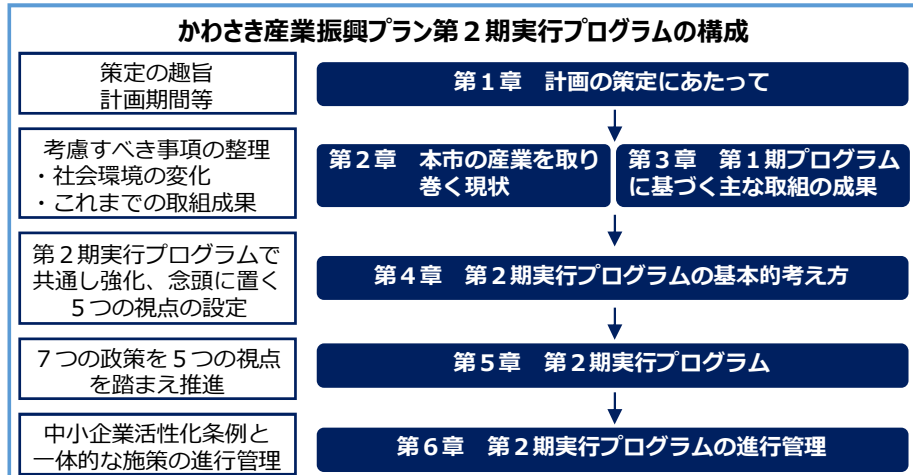 かわさき産業振興プラン第２期実行プログラムの構成
策定の趣旨
計画期間等
第１章　計画の策定にあたって
考慮すべき事項の整理
・社会環境の変化
・これまでの取組成果
第２章　本市の産業を取り
巻く現状
第３章　第１期プログラム
に基づく主な取組の成果
第２期実行プログラムで
共通し強化、念頭に置く
５つの視点の設定
第４章　第２期実行プログラムの基本的考え方
７つの政策を５つの視点
を踏まえ推進
第５章　第２期実行プログラム
中小企業活性化条例と
一体的な施策の進行管理
第６章　第２期実行プログラムの進行管理